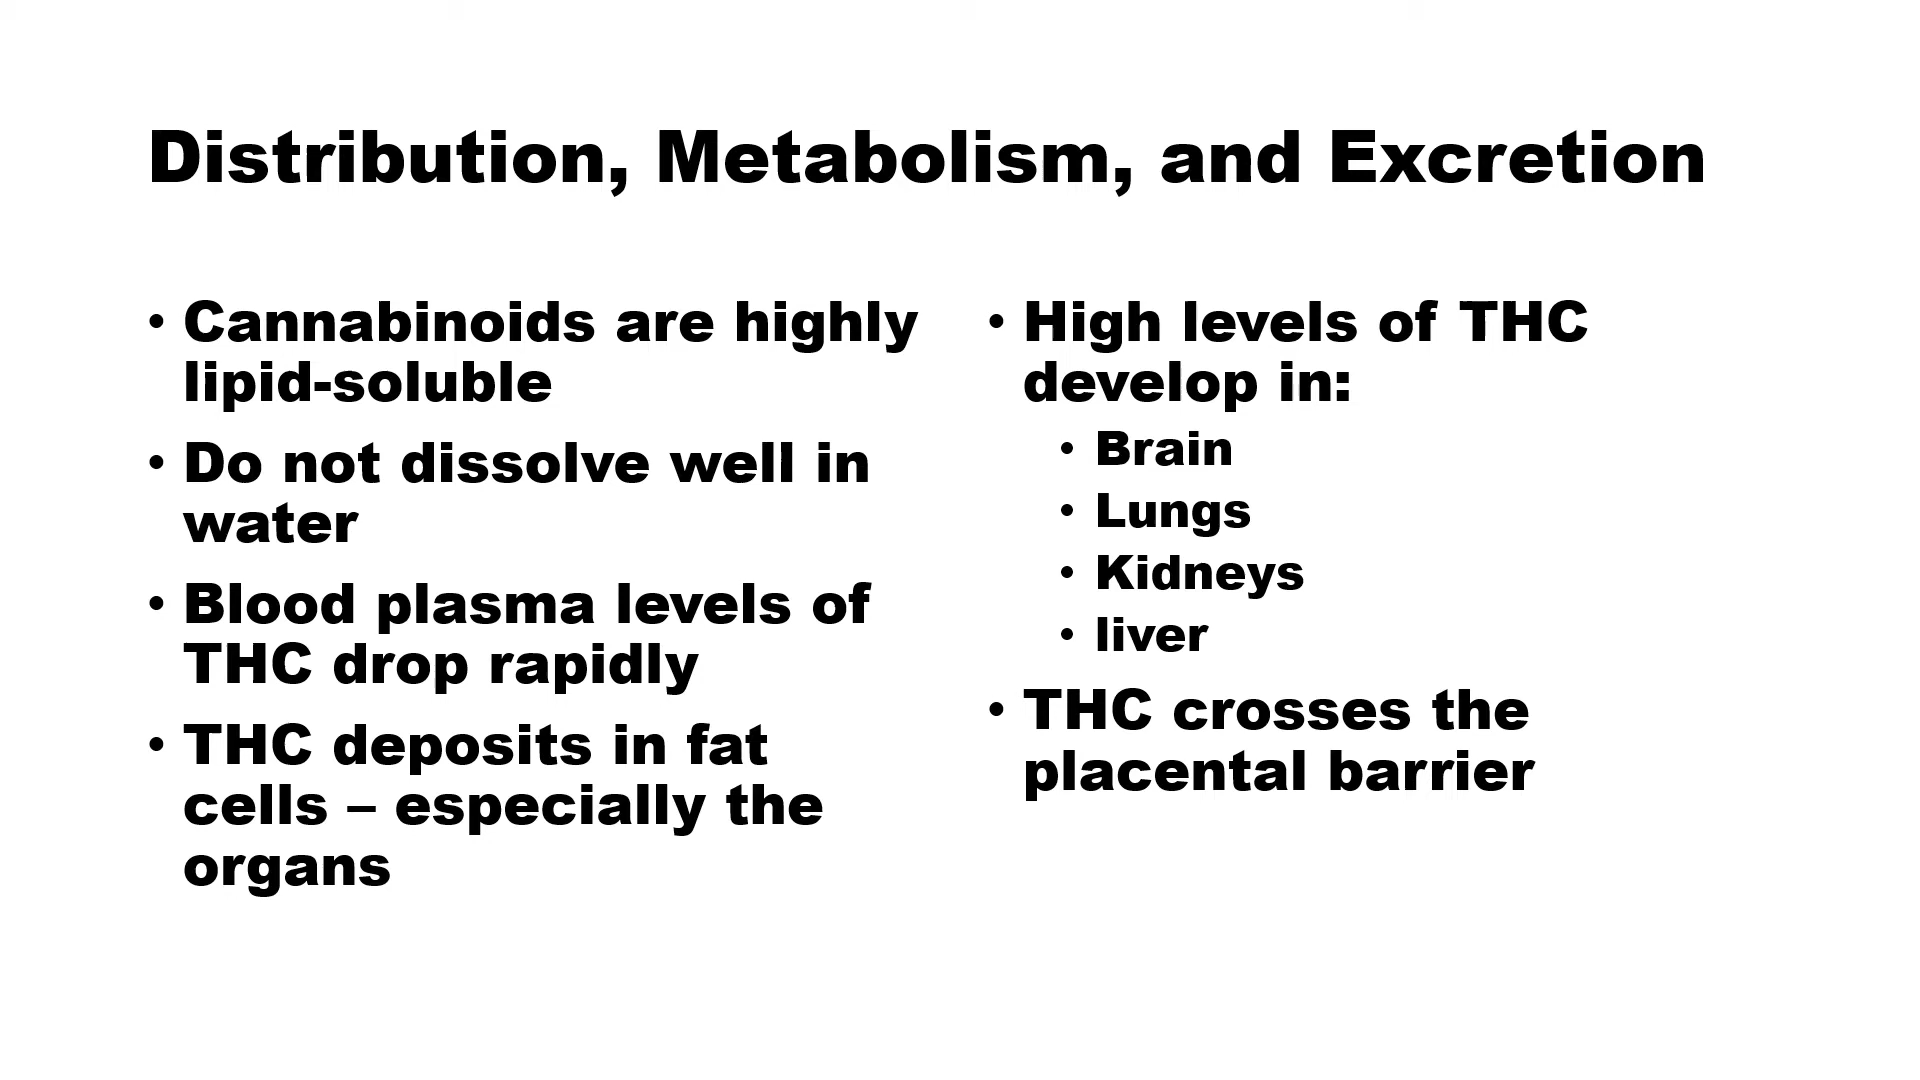 Distribution, Metabolism, and Excretion
• Cannabinoids are highly
lipid-soluble
• Do not dissolve well in
water
• Blood plasma levels of
THC drop rapidly
• THC deposits in fat
cells – especially the
organs
• High levels of THC
develop in:
• Brain
• Lungs
• Kidneys
• liver
• THC crosses the
placental barrier